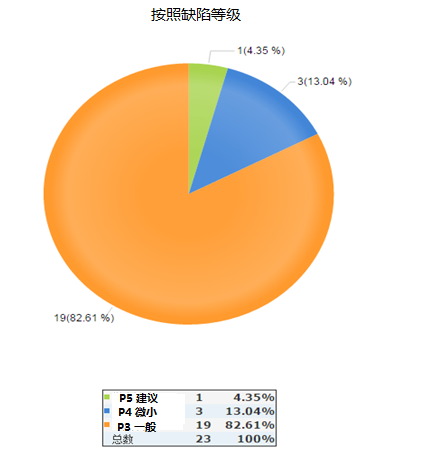 按照缺陷等级
1(4.35 %)
3(13.04 %)
19(82.61 %)
P5 建议 1 4.35%
P4 微小 3 13.04%
P3 一般 19 82.61%
总数 23 100%